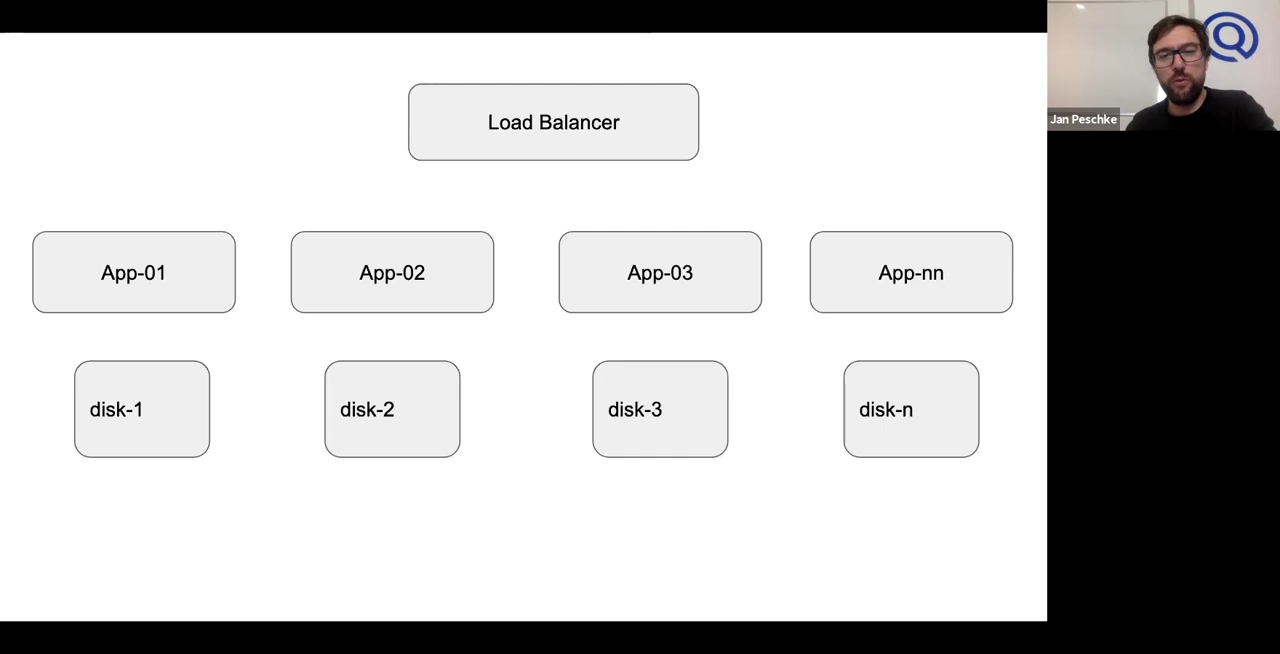 Load Balancer
Jan Peschke
App-01
App-02
App-03
App-nn
disk-1
disk-2
disk-3
disk-n